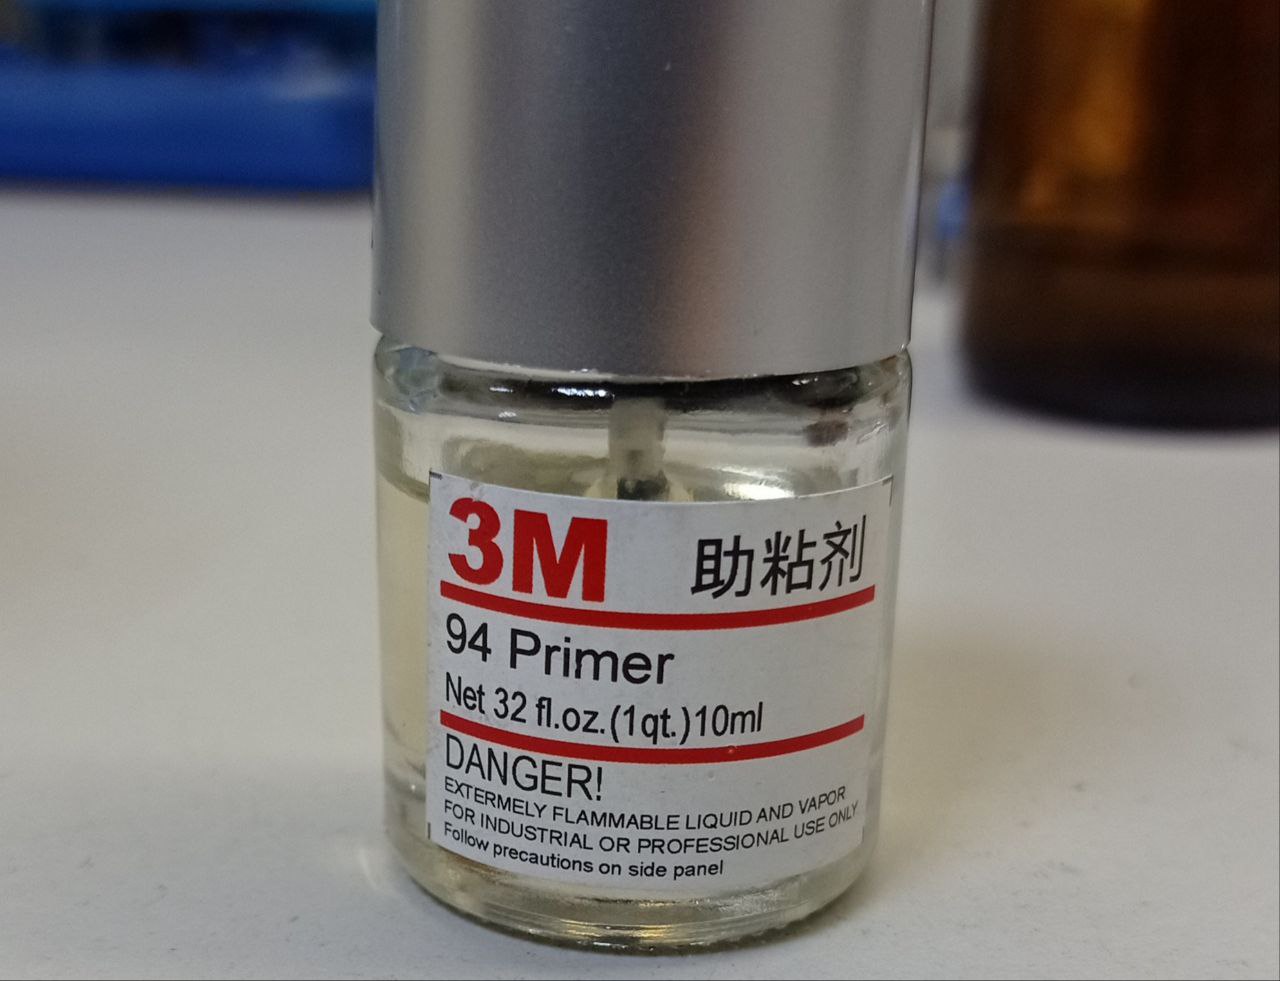 3M 助粘剂
94 Primer
Net 32 fl.oz.(1qt.)10ml
DANGER!
EXTERMELY FLAMMABLE LIQUID AND VAPOR
FOR INDUSTRIAL OR PROFESSIONAL USE ONLY
Follow precautions on side panel